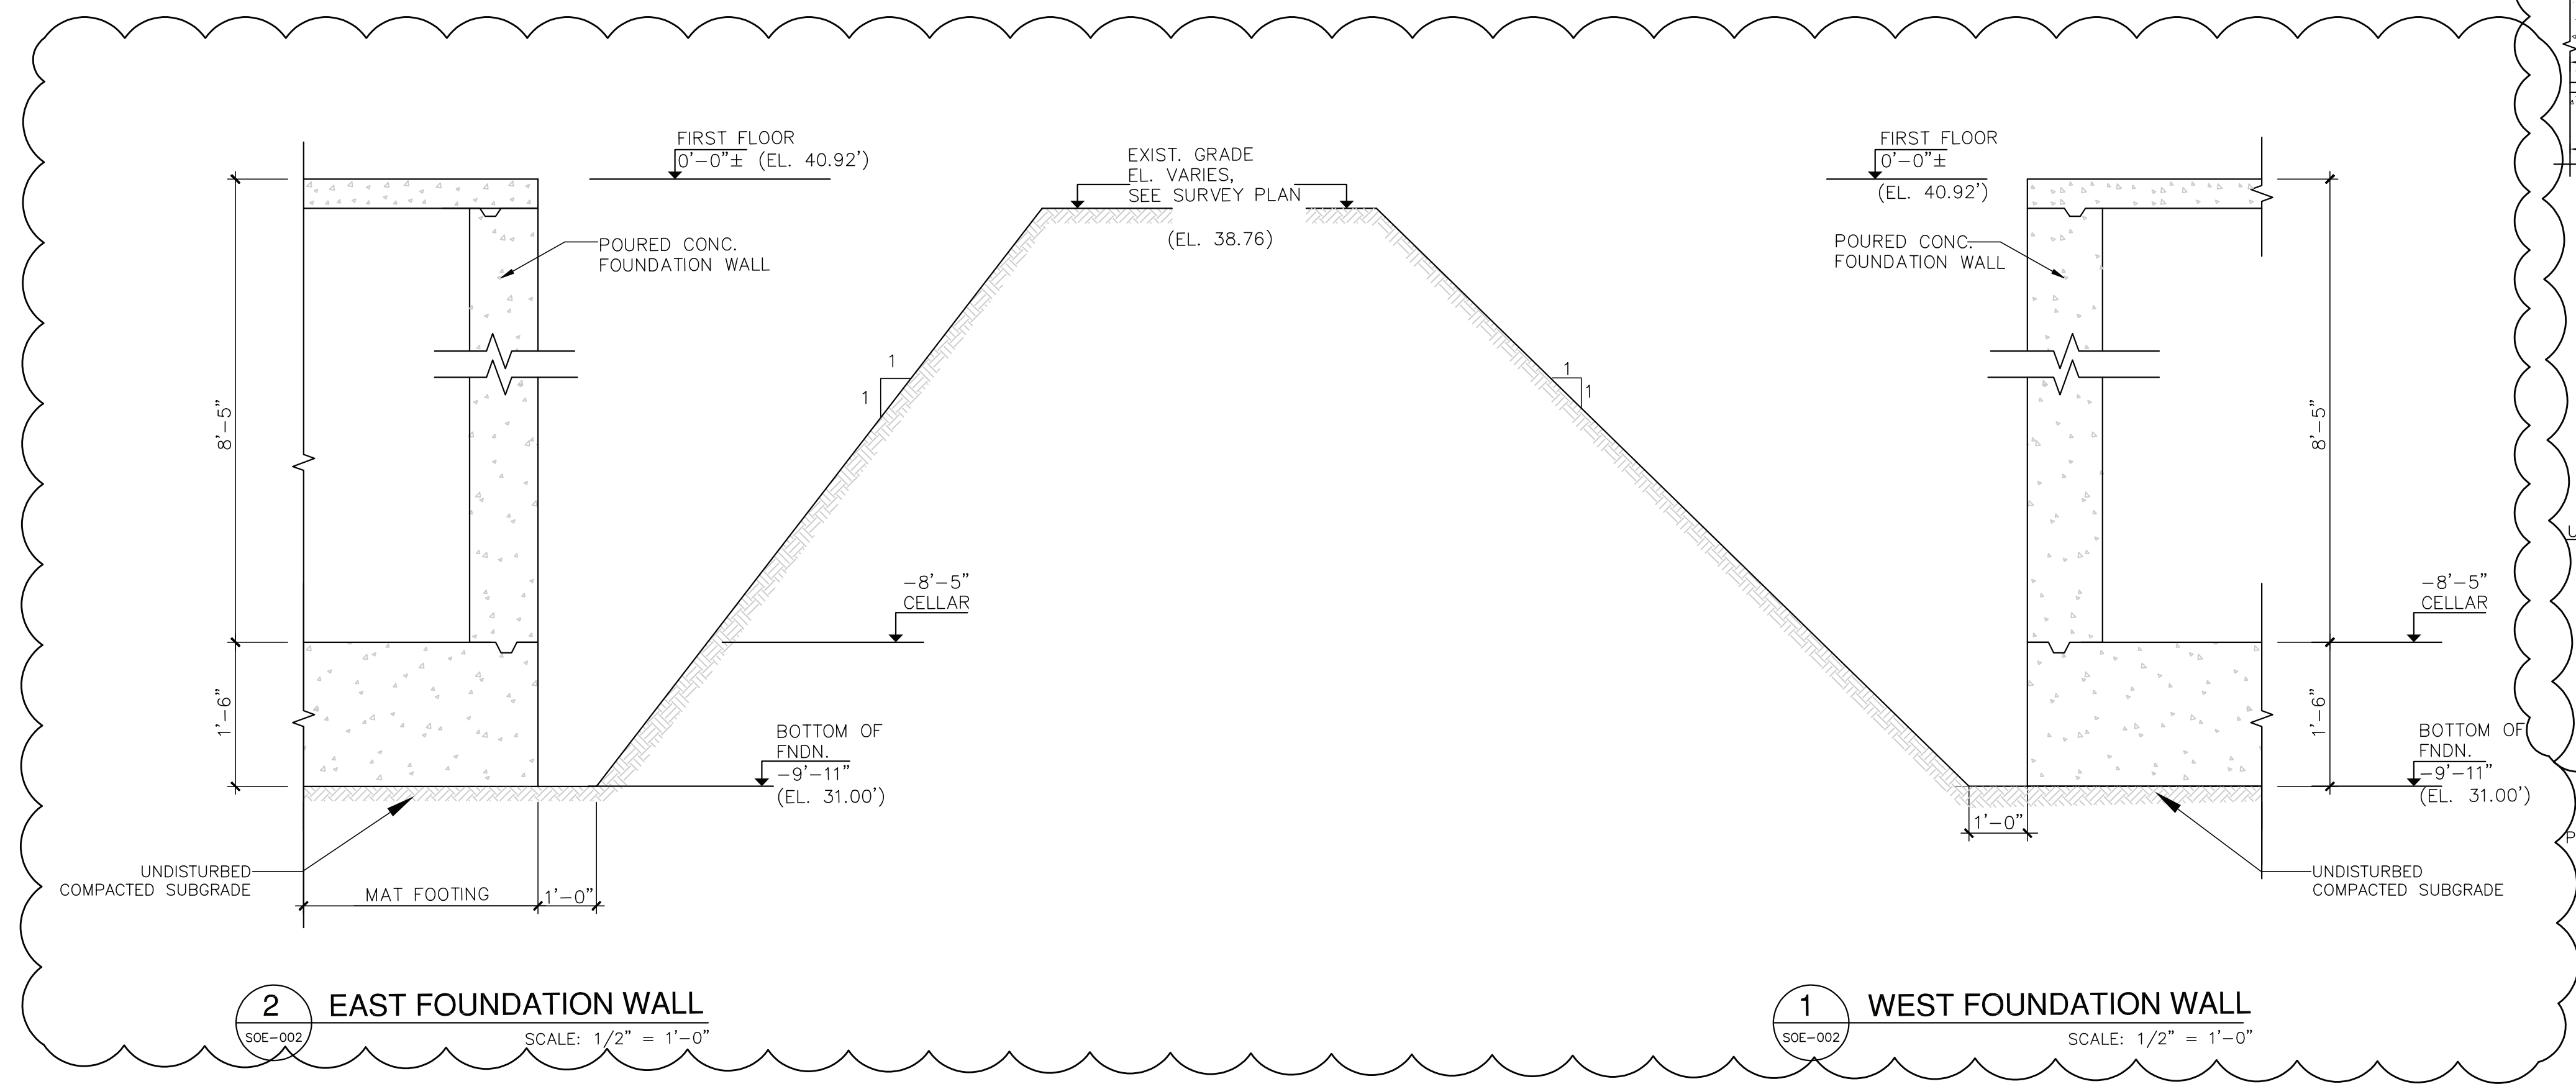 FIRST FLOOR
0'-0"± (EL. 40.92')
POURED CONC.
FOUNDATION WALL
8'-5"
1'-6"
1
1
-8'-5"
CELLAR
BOTTOM OF
FNDN.
-9'-11"
(EL. 31.00')
UNDISTURBED
COMPACTED SUBGRADE
MAT FOOTING
1'-0"
2
SOE-002
EAST FOUNDATION WALL
SCALE: 1/2" = 1'-0"
EXIST. GRADE
EL. VARIES,
SEE SURVEY PLAN
(EL. 38.76)
FIRST FLOOR
0'-0"±
(EL. 40.92')
POURED CONC.
FOUNDATION WALL
1
1
8'-5"
1'-6"
-8'-5"
CELLAR
BOTTOM OF
FNDN.
-9'-11"
(EL. 31.00')
1'-0"
UNDISTURBED
COMPACTED SUBGRADE
1
SOE-002
WEST FOUNDATION WALL
SCALE: 1/2" = 1'-0"